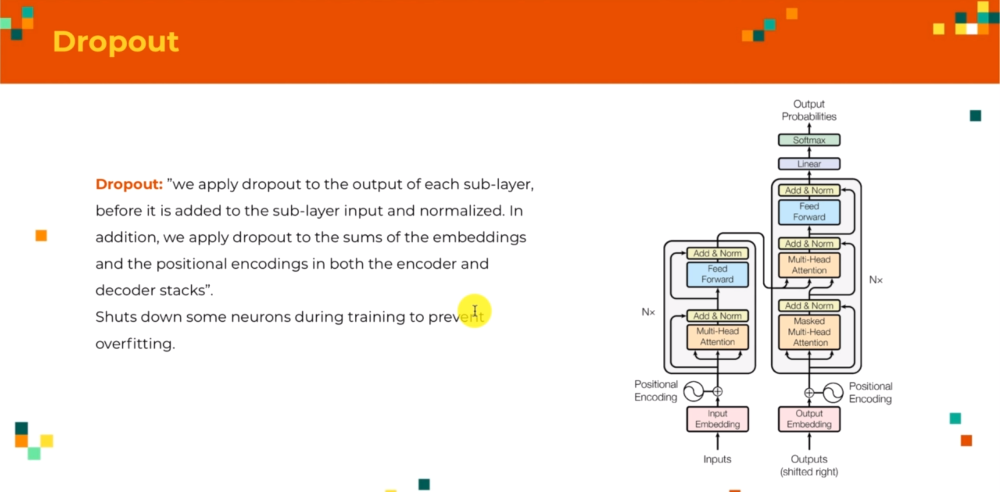 Dropout
Dropout: ”we apply dropout to the output of each sub-layer,
before it is added to the sub-layer input and normalized. In
addition, we apply dropout to the sums of the embeddings
and the positional encodings in both the encoder and
decoder stacks”.
Shuts down some neurons during training to prevent
overfitting.
Output
Probabilities
Softmax
Linear
Add & Norm
Feed
Forward
Add & Norm
Multi-Head
Attention
Nx
Add & Norm
Masked
Multi-Head
Attention
Add & Norm
Feed
Forward
Nx
Add & Norm
Multi-Head
Attention
Positional
Encoding
Positional
Encoding
Input
Embedding
Output
Embedding
Inputs
Outputs
(shifted right)